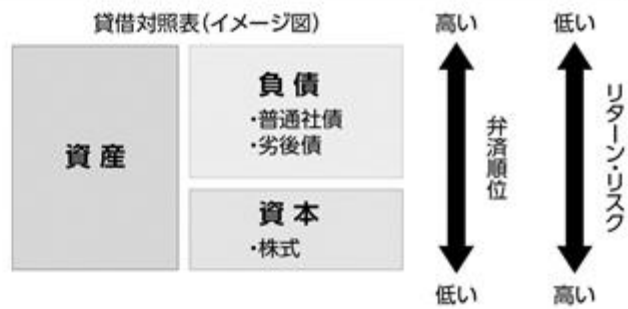 貸借対照表(イメージ図)
資産
負債
・普通社債
・劣後債
資本
・株式
高い
弁済順位
低い
低い
リターン・リスク
高い